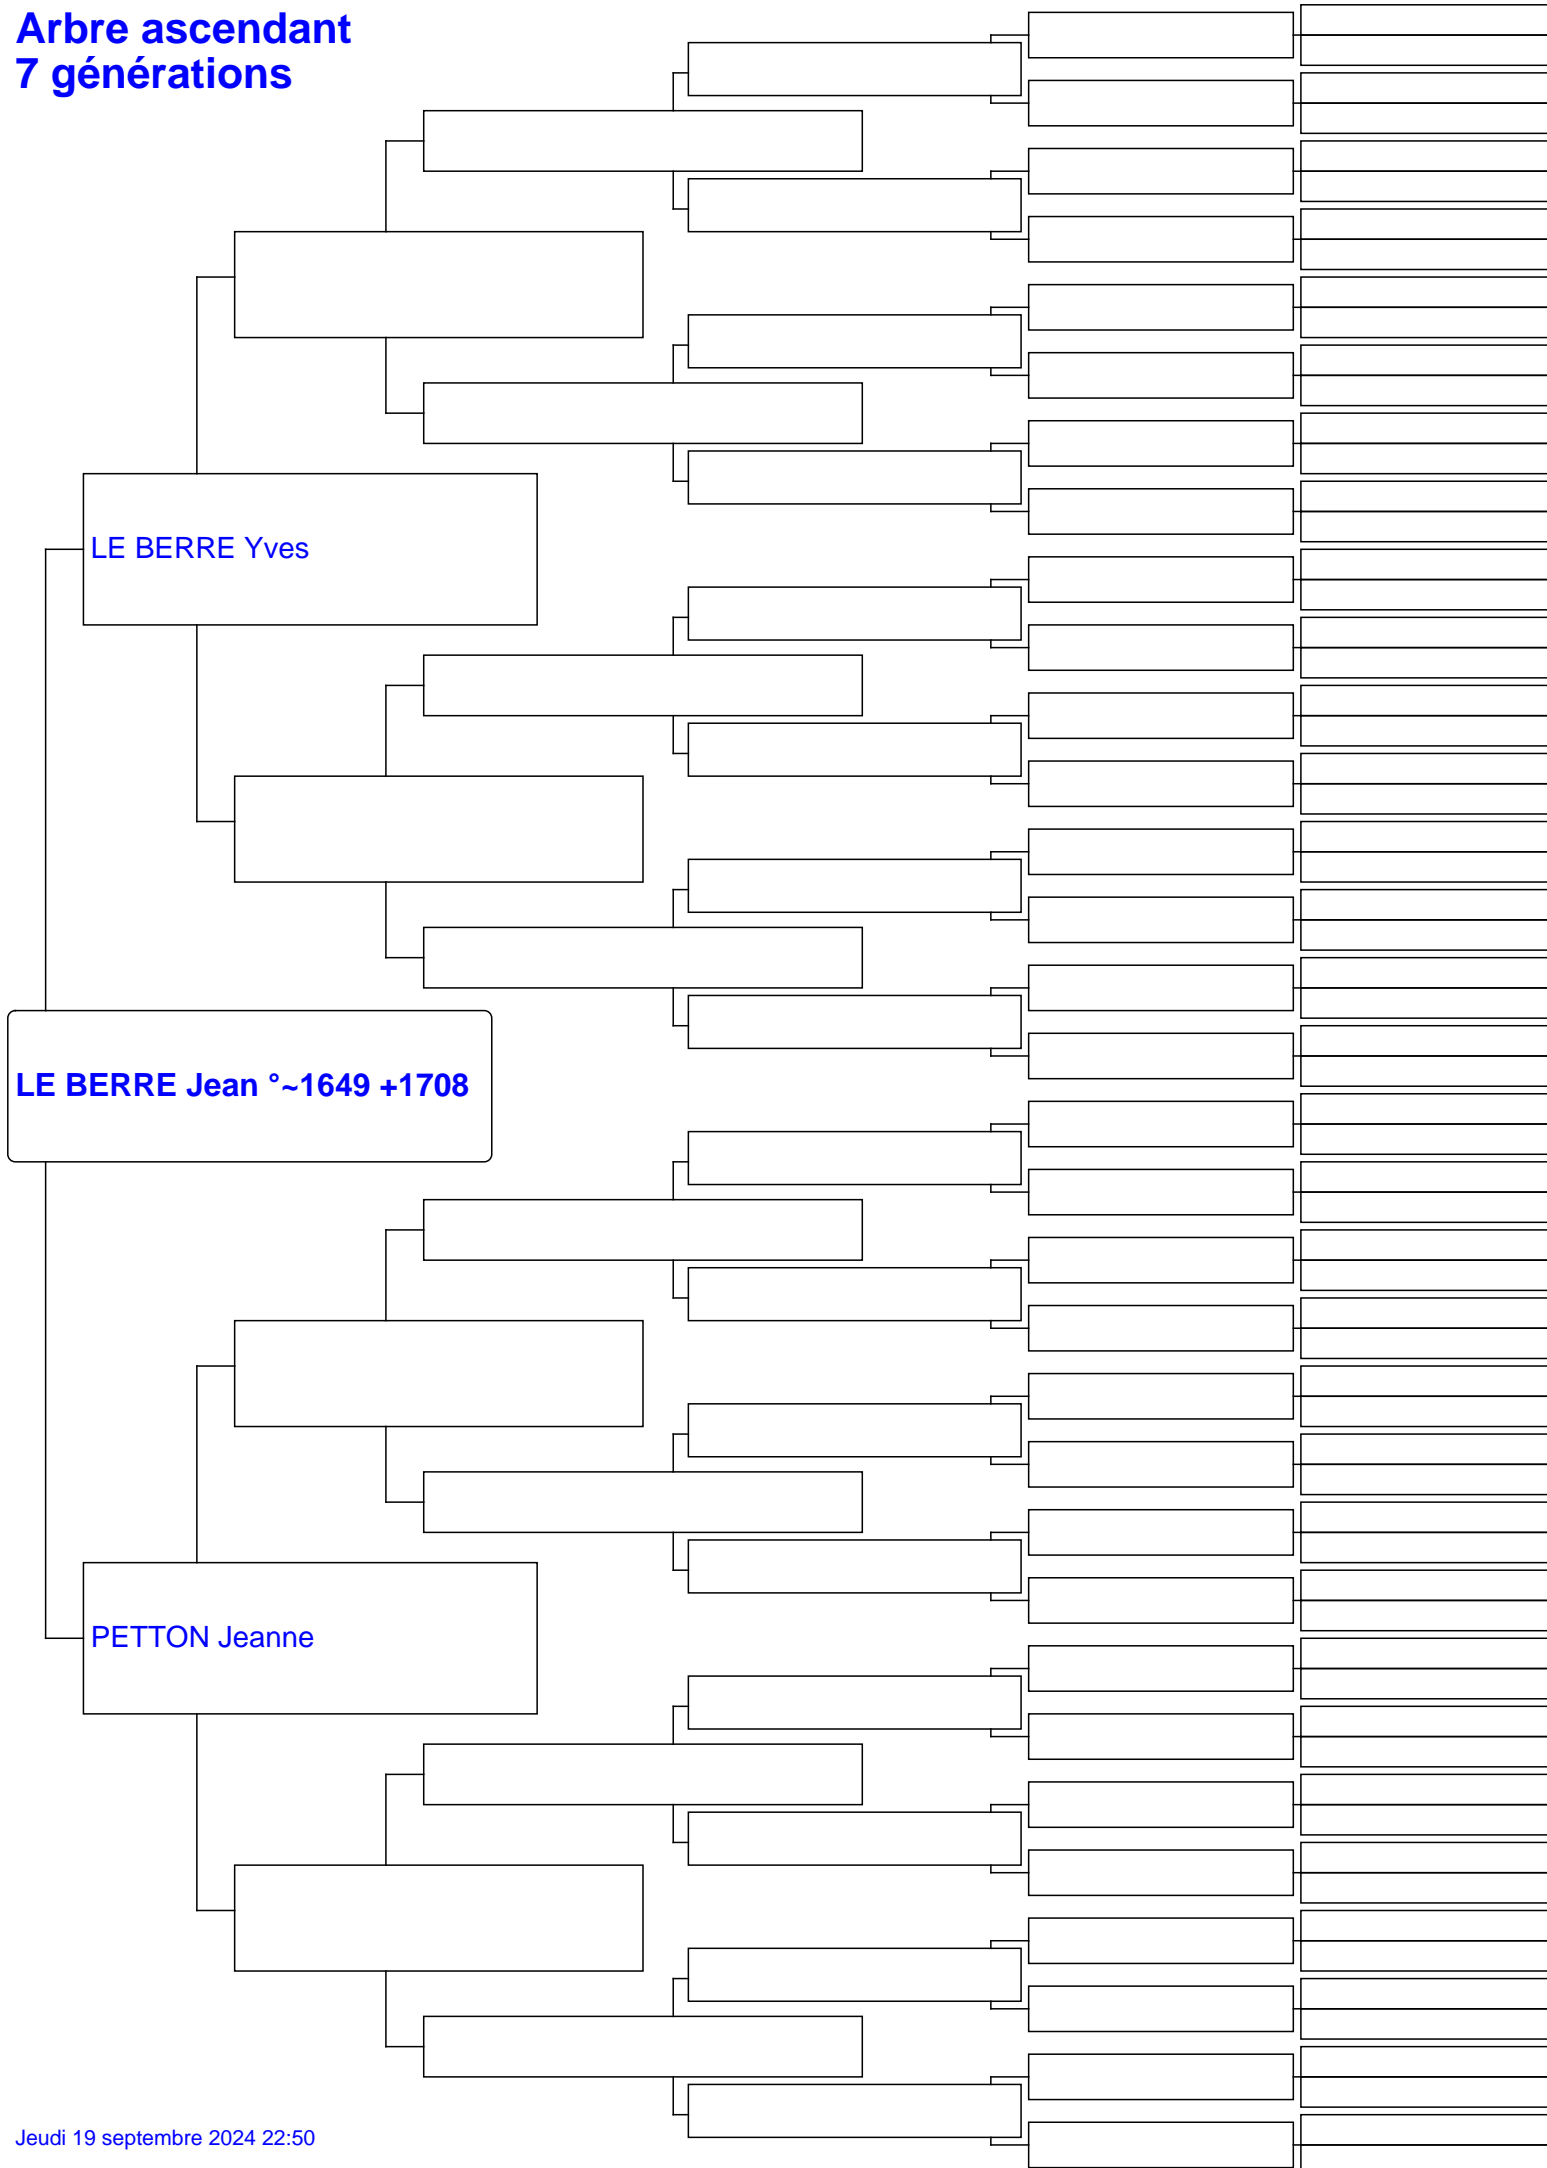 Arbre ascendant
7 générations
LE BERRE Yves
LE BERRE Jean °~1649 +1708
PETTON Jeanne
Jeudi 19 septembre 2024 22:50